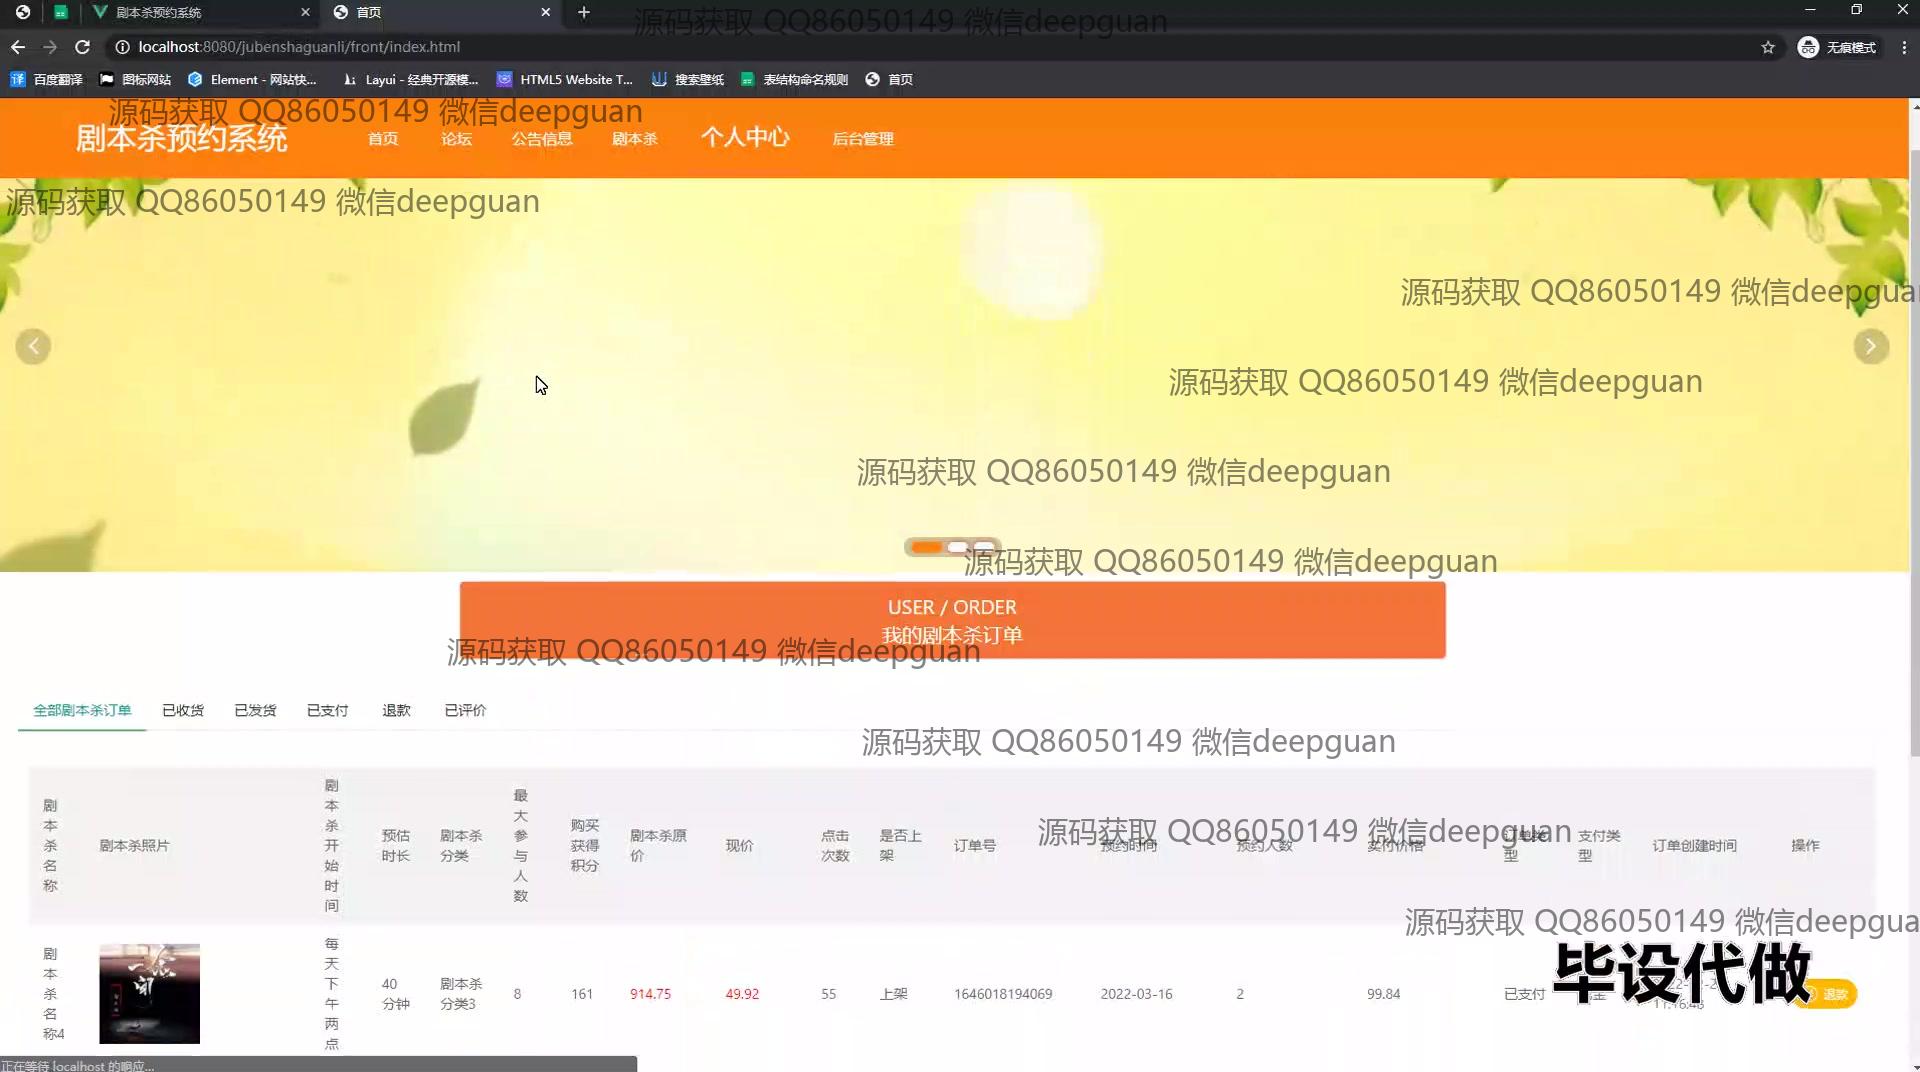 剧本杀预约系统
首页
localhost:8080/jubenshaguanli/front/index.html
无痕模式
百度翻译
图标网站
Element - 网站快...
Layui - 经典开源模...
HTML5 Website T...
搜索壁纸
表结构命名规则
首页
源码获取 QQ86050149 微信deepguan
源码获取 QQ86050149 微信deepguan
剧本杀预约系统
首页
论坛
公告信息
剧本杀
个人中心
后台管理
源码获取 QQ86050149 微信deepguan
源码获取 QQ86050149 微信deepgua
源码获取 QQ86050149 微信deepguan
源码获取 QQ86050149 微信deepguan
源码获取 QQ86050149 微信deepguan
USER / ORDER
我的剧本杀订单
源码获取 QQ86050149 微信deepguan
全部剧本杀订单
已收货
已发货
已支付
退款
已评价
源码获取 QQ86050149 微信deepguan
剧本杀名称
剧本杀照片
剧本杀开始时间
预估时长
剧本杀分类
最大参与人数
购买获得积分
剧本杀原价
现价
点击次数
是否上架
订单号
预约时间
预约人数
实付价格
订单类型
支付类型
订单创建时间
操作
源码获取 QQ86050149 微信deepguan
源码获取 QQ86050149 微信deepgua
剧本杀名称4
每天下午两点
40分钟
剧本杀分类3
8
161
914.75
49.92
55
上架
1646018194069
2022-03-16
2
99.84
已支付
退款
毕设代做
正在等待 localhost 的响应...